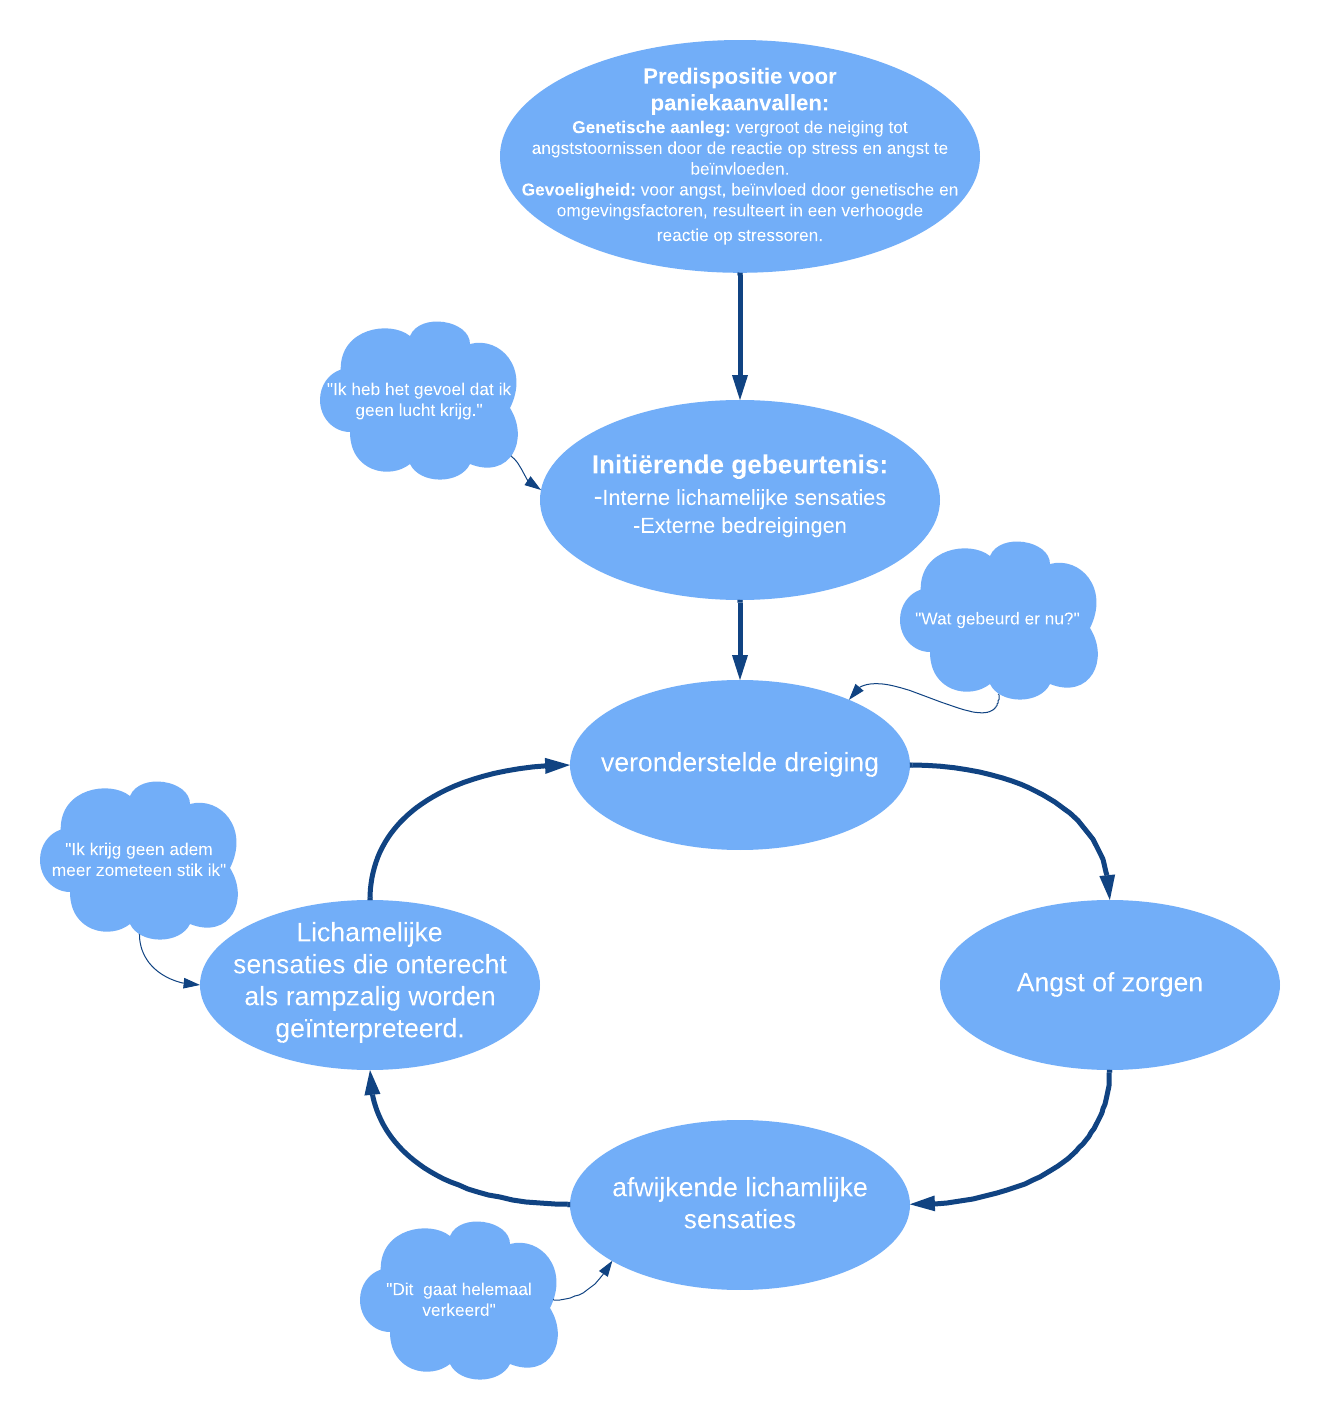 Predispositie voor
paniekaanvallen:
Genetische aanleg: vergroot de neiging tot
angststoornissen door de reactie op stress en angst te
beïnvloeden.
Gevoeligheid: voor angst, beïnvloed door genetische en
omgevingsfactoren, resulteert in een verhoogde
reactie op stressoren.
"Ik heb het gevoel dat ik
geen lucht krijg."
Initiërende gebeurtenis:
-Interne lichamelijke sensaties
-Externe bedreigingen
"Wat gebeurd er nu?"
veronderstelde dreiging
"Ik krijg geen adem
meer zometeen stik ik"
Lichamelijke
sensaties die onterecht
als rampzalig worden
geïnterpreteerd.
Angst of zorgen
afwijkende lichamlijke
sensaties
"Dit  gaat helemaal
verkeerd"